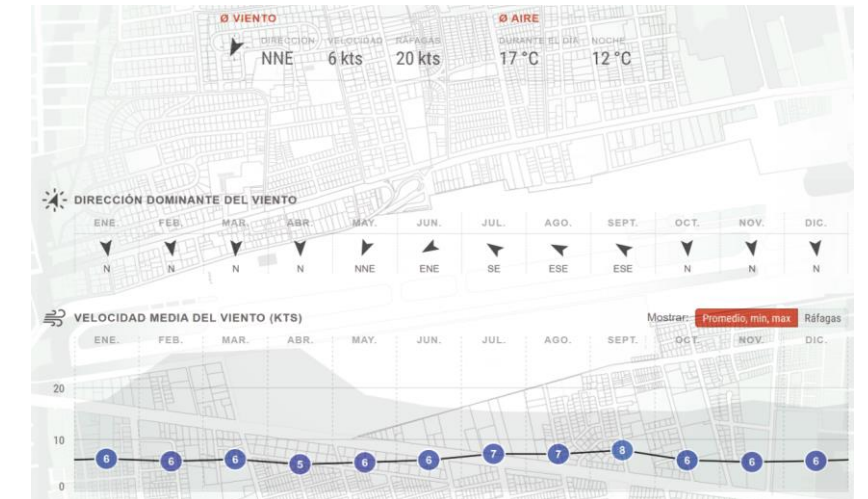 Ø VIENTO Ø AIRE
DIRECCIÓN VELOCIDAD RÁFAGAS DURANTE EL DÍA NOCHE
NNE 6 kts 20 kts 17 °C 12 °C
DIRECCIÓN DOMINANTE DEL VIENTO
ENE. FEB. MAR. ABR. MAY. JUN. JUL. AGO. SEPT. OCT. NOV. DIC.
N N N N NNE ENE SE ESE ESE N N N
VELOCIDAD MEDIA DEL VIENTO (KTS) Mostrar: Promedio, min, max Ráfagas
ENE. FEB. MAR. ABR. MAY. JUN. JUL. AGO. SEPT. OCT. NOV. DIC.
20
10
6 6 6 5 6 6 7 7 8 6 6 6
0